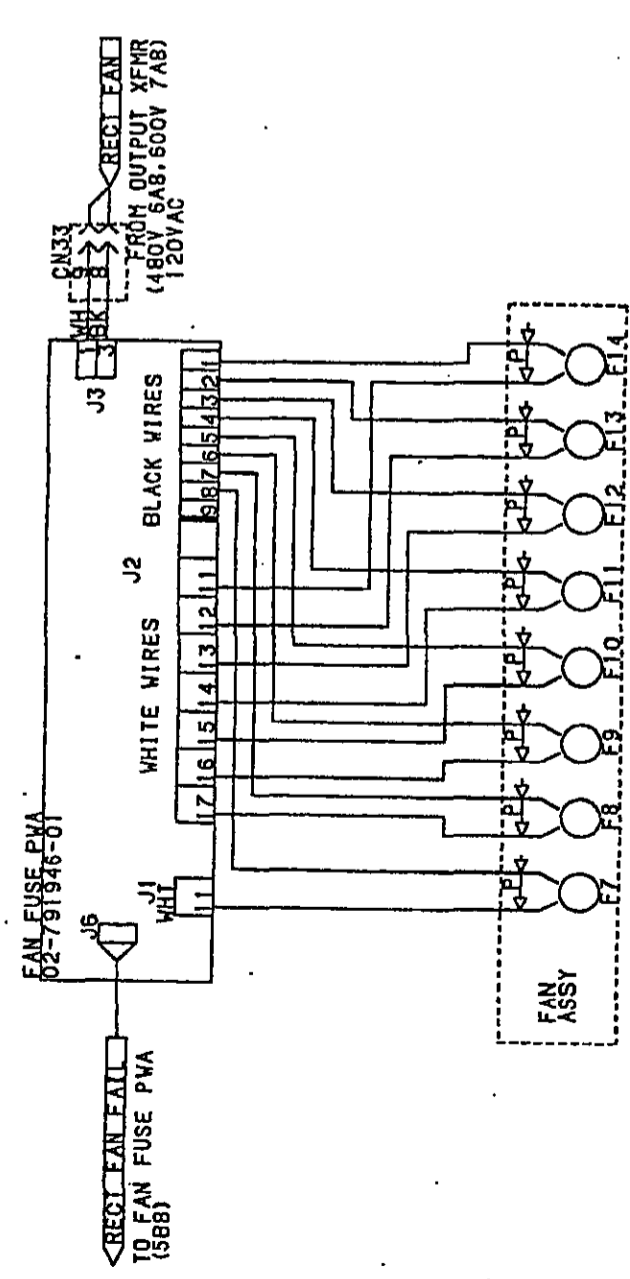 RECT FAN FAIL
TO FAN FUSE PWA
(5B8)
FAN FUSE PWA
02-791946-01
J6
J1
WHT
11
WHITE WIRES
J2
BLACK WIRES
17 16 15 14 13 12 11 9 8 7 6 5 4 3 2 1
J3
1
3
WH
BK
CN33
9
8
RECT FAN
FROM OUTPUT XFMR
(480V 6A8,600V 7A8)
120VAC
FAN
ASSY
P P P P P P P P
F7 F8 F9 F10 F11 F12 F13 F14